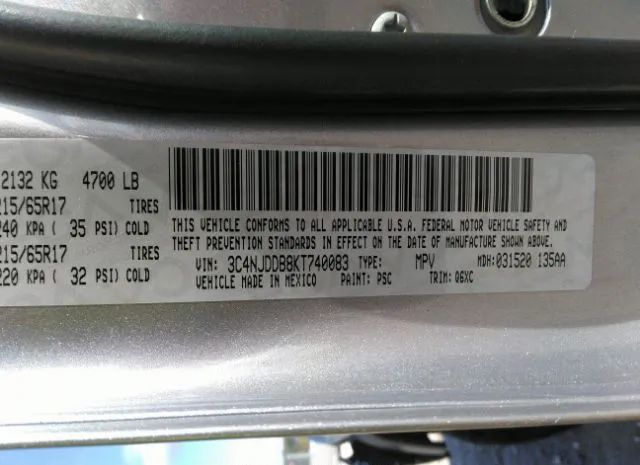 2132 KG 4700 LB
215/65R17 TIRES
240 KPA ( 35 PSI) COLD
215/65R17 TIRES
220 KPA ( 32 PSI) COLD
THIS VEHICLE CONFORMS TO ALL APPLICABLE U.S.A. FEDERAL MOTOR VEHICLE SAFETY AND
THEFT PREVENTION STANDARDS IN EFFECT ON THE DATE OF MANUFACTURE SHOWN ABOVE.
VIN: 3C4NJDDB8KT740083 TYPE: MPV MDH:031520 135AA
VEHICLE MADE IN MEXICO PAINT: PSC TRIM: Q6XC